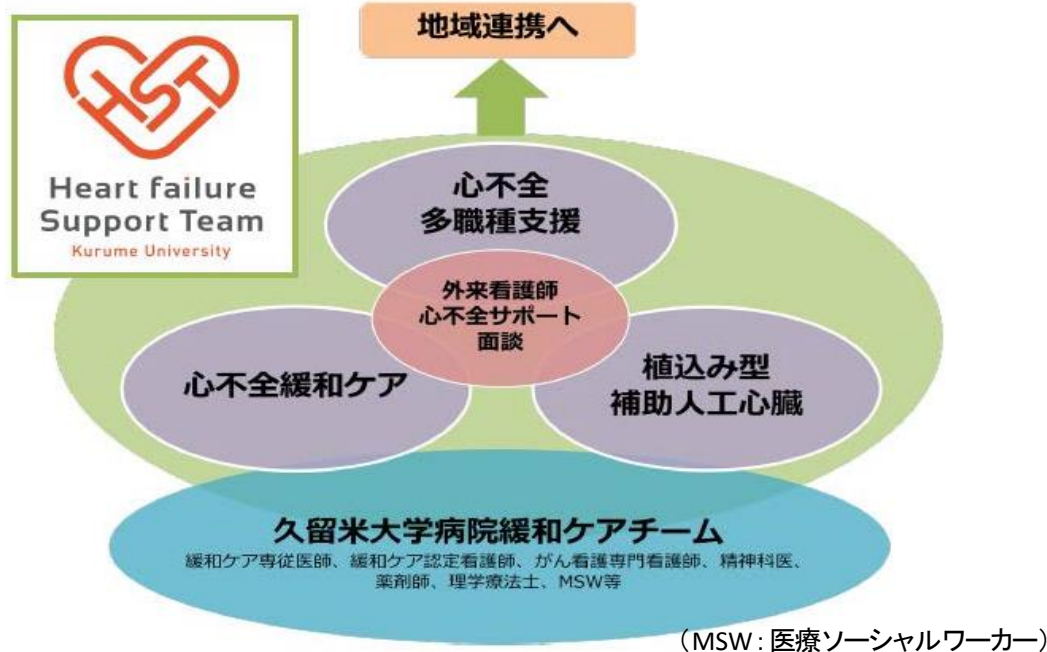 地域連携へ
HST
Heart failure
Support Team
Kurume University
心不全
多職種支援
外来看護師
心不全サポート
面談
心不全緩和ケア
植込み型
補助人工心臓
久留米大学病院緩和ケアチーム
緩和ケア専従医師、緩和ケア認定看護師、がん看護専門看護師、精神科医、
薬剤師、理学療法士、MSW等
（MSW：医療ソーシャルワーカー）